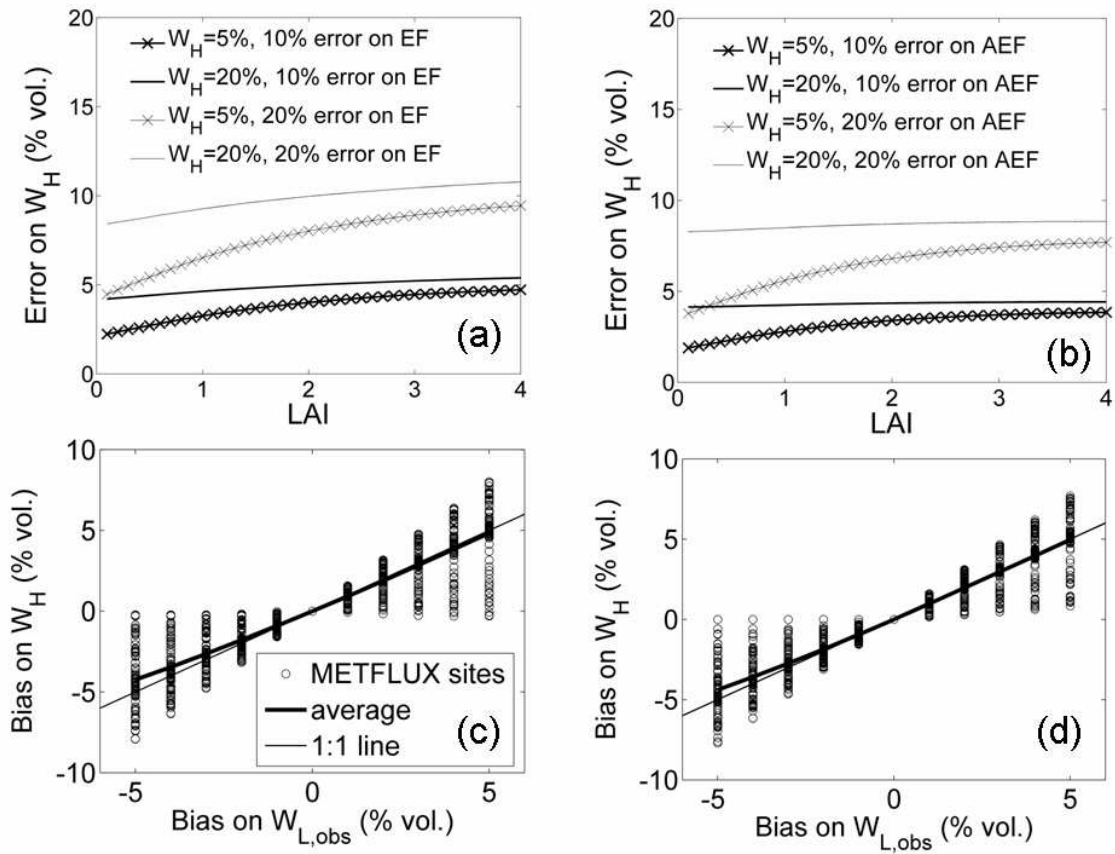 20
15
10
5
0
Error on W_H (% vol.)
W_H=5%, 10% error on EF
W_H=20%, 10% error on EF
W_H=5%, 20% error on EF
W_H=20%, 20% error on EF
(a)
0 1 2 3 4
LAI
20
15
10
5
0
Error on W_H (% vol.)
W_H=5%, 10% error on AEF
W_H=20%, 10% error on AEF
W_H=5%, 20% error on AEF
W_H=20%, 20% error on AEF
(b)
0 1 2 3 4
LAI
10
5
0
-5
-10
Bias on W_H (% vol.)
METFLUX sites
average
1:1 line
(c)
-5 0 5
Bias on W_L,obs (% vol.)
10
5
0
-5
-10
Bias on W_H (% vol.)
(d)
-5 0 5
Bias on W_L,obs (% vol.)